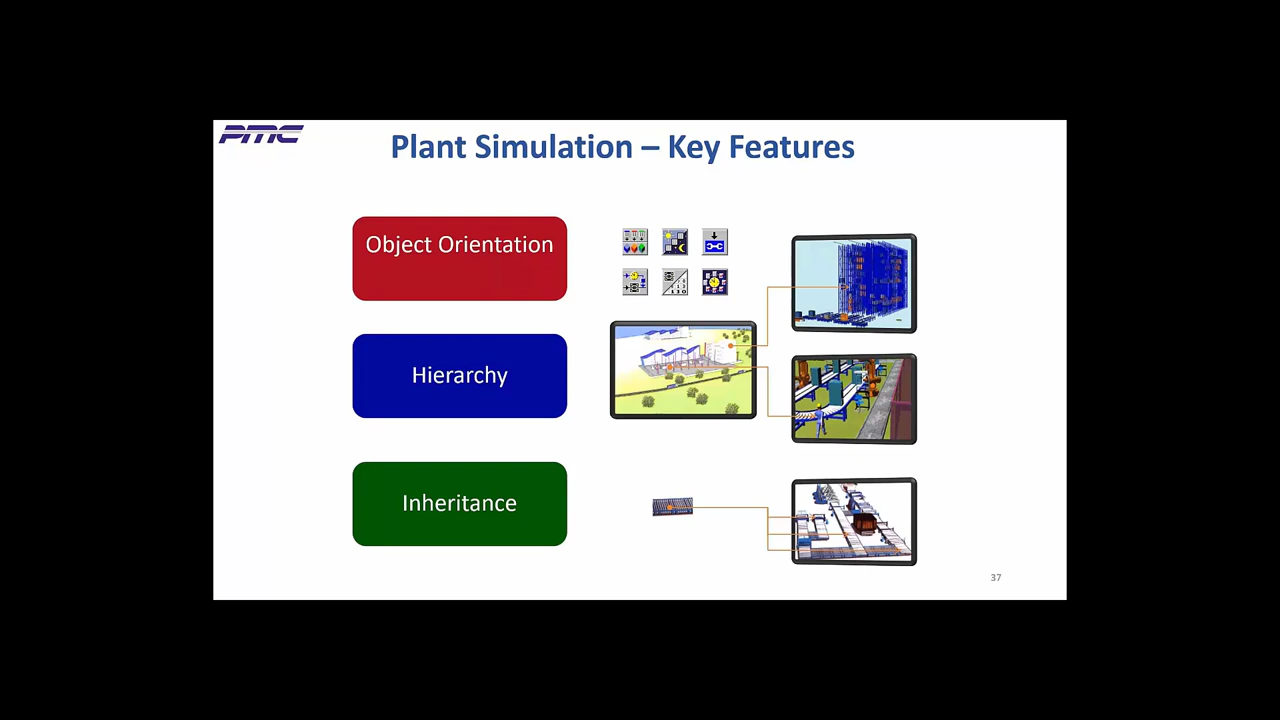 PMC
Plant Simulation – Key Features
Object Orientation
Hierarchy
Inheritance
37